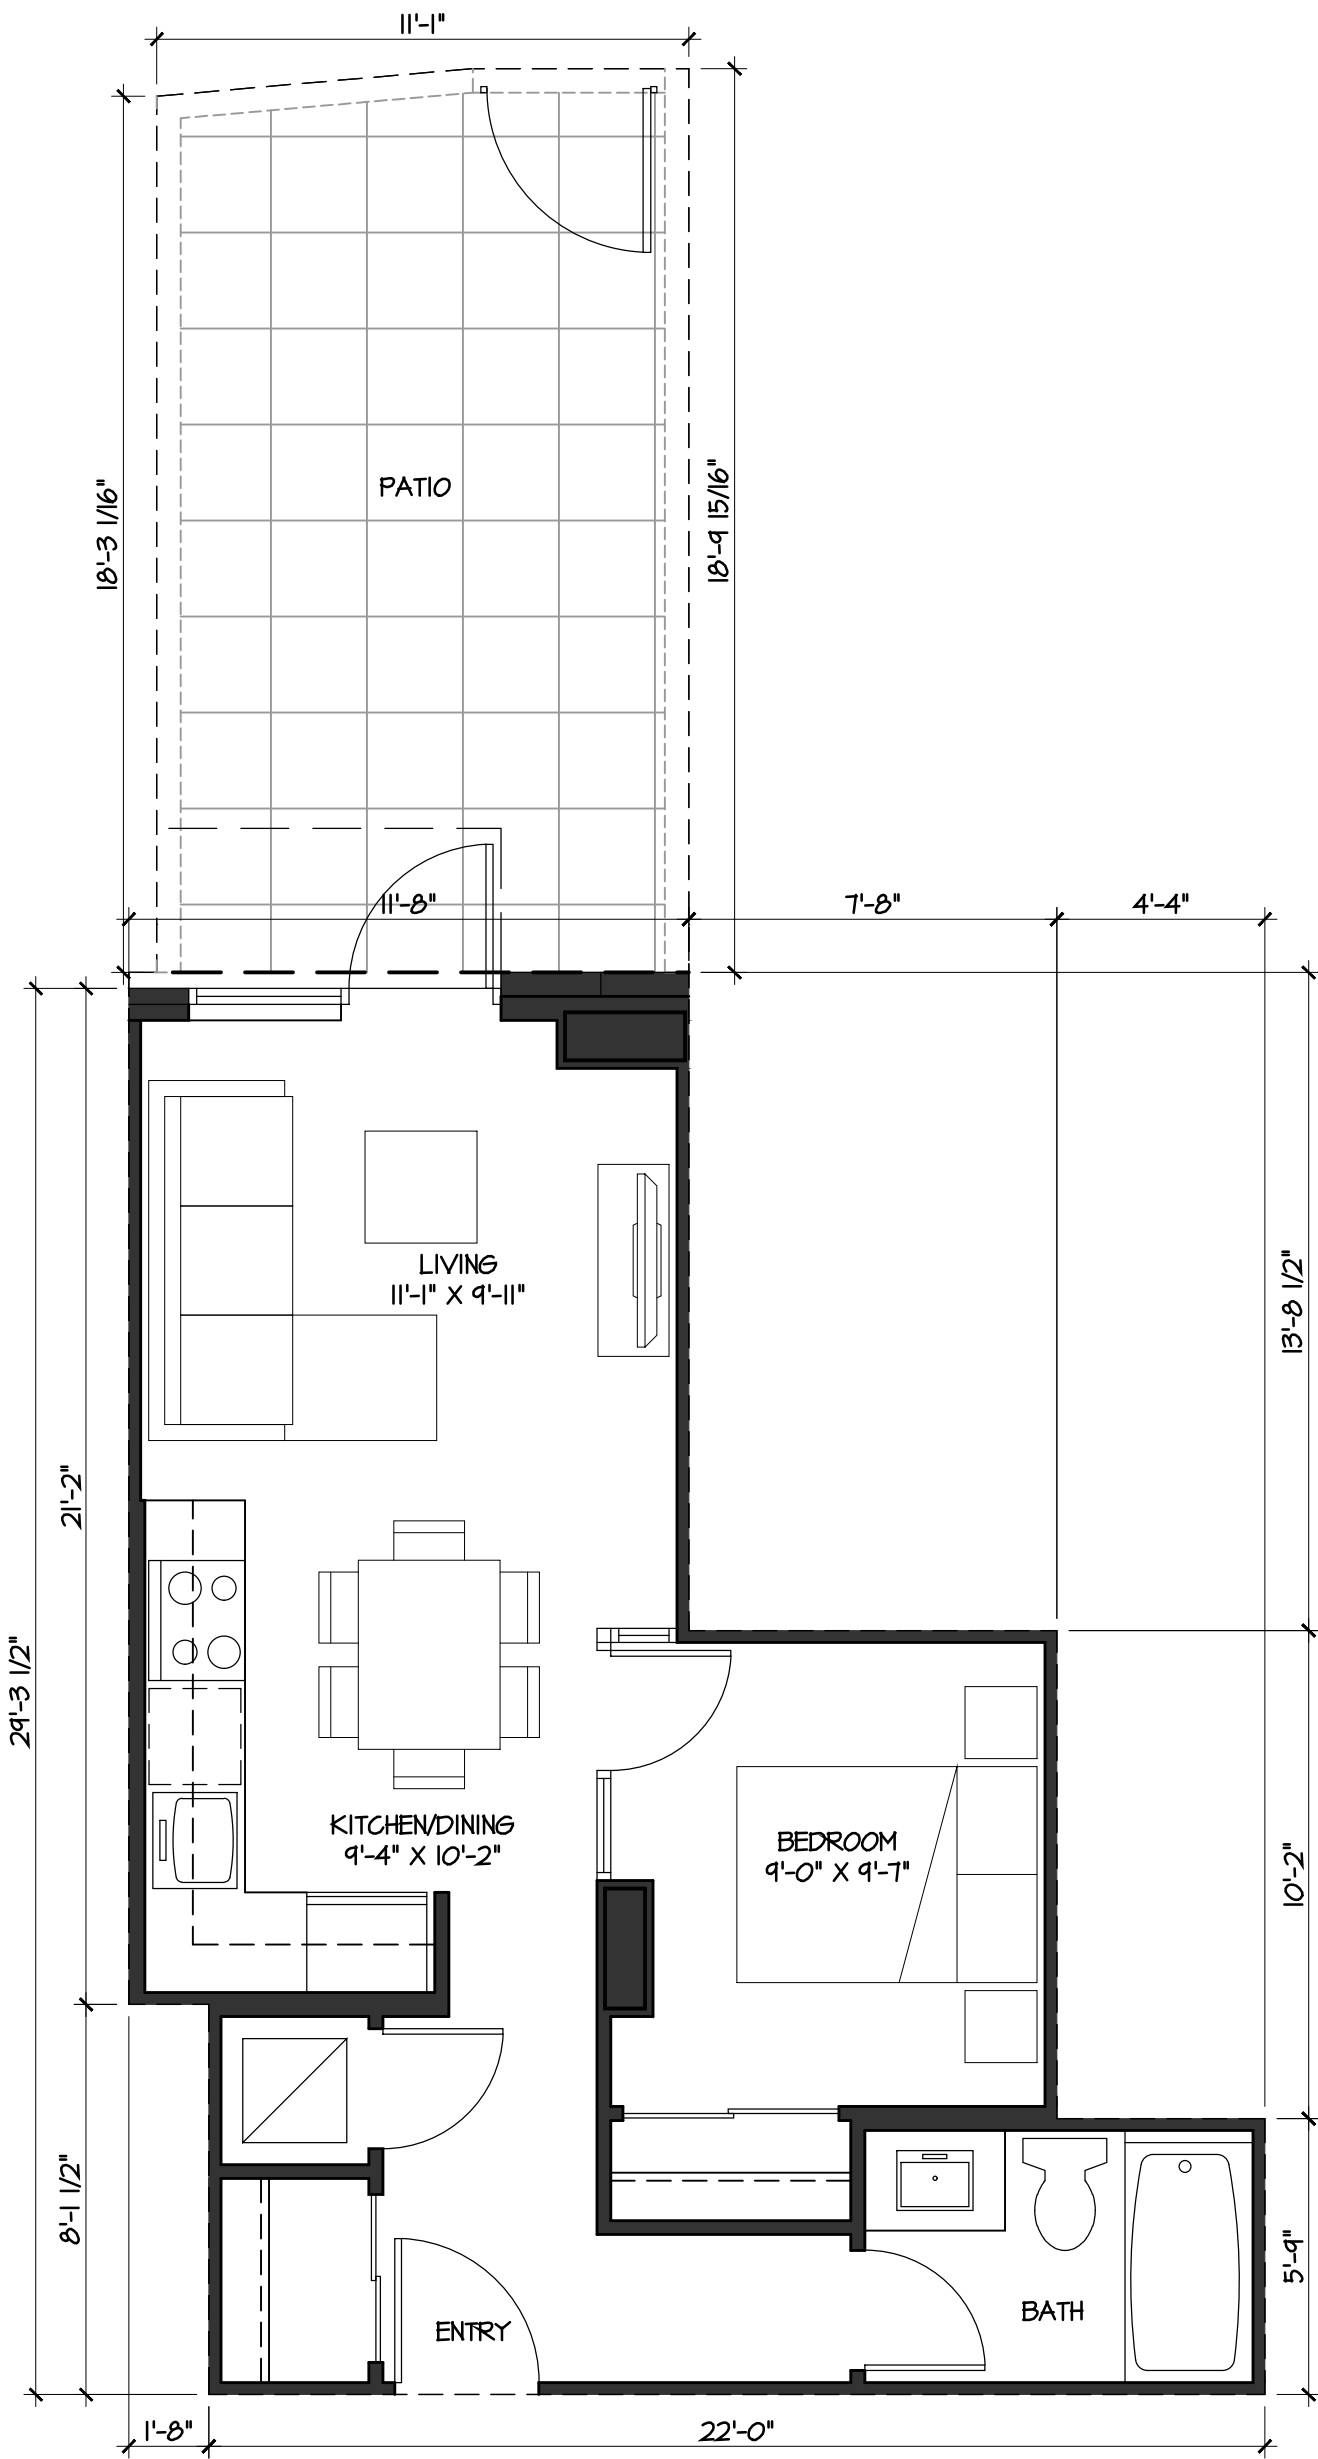 11'-1"
18'-3 1/16"
PATIO
18'-9 15/16"
11'-8"
7'-8"
4'-4"
LIVING
11'-1" X 9'-11"
13'-8 1/2"
21'-2"
29'-3 1/2"
KITCHEN/DINING
9'-4" X 10'-2"
BEDROOM
9'-0" X 9'-7"
10'-2"
8'-1 1/2"
5'-9"
BATH
ENTRY
1'-8"
22'-0"